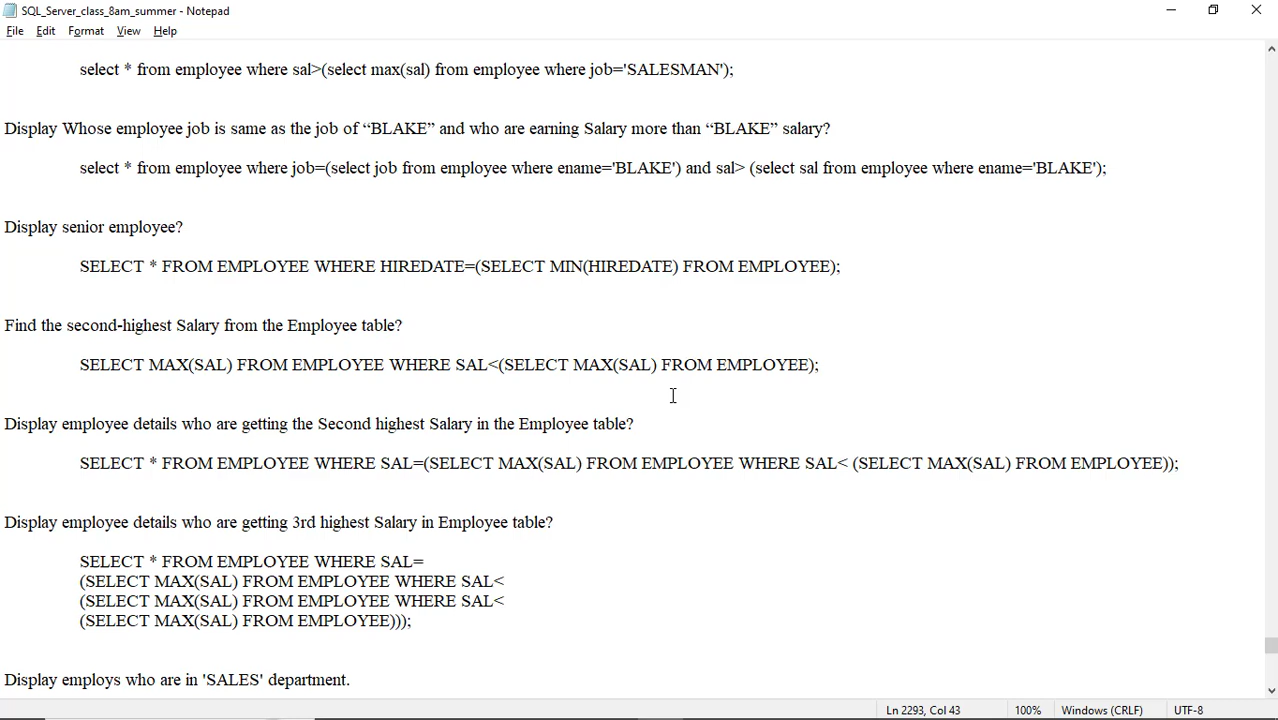 SQL_Server_class_8am_summer - Notepad
File Edit Format View Help
select * from employee where sal>(select max(sal) from employee where job='SALESMAN');
Display Whose employee job is same as the job of “BLAKE” and who are earning Salary more than “BLAKE” salary?
select * from employee where job=(select job from employee where ename='BLAKE') and sal> (select sal from employee where ename='BLAKE');
Display senior employee?
SELECT * FROM EMPLOYEE WHERE HIREDATE=(SELECT MIN(HIREDATE) FROM EMPLOYEE);
Find the second-highest Salary from the Employee table?
SELECT MAX(SAL) FROM EMPLOYEE WHERE SAL<(SELECT MAX(SAL) FROM EMPLOYEE);
Display employee details who are getting the Second highest Salary in the Employee table?
SELECT * FROM EMPLOYEE WHERE SAL=(SELECT MAX(SAL) FROM EMPLOYEE WHERE SAL< (SELECT MAX(SAL) FROM EMPLOYEE));
Display employee details who are getting 3rd highest Salary in Employee table?
SELECT * FROM EMPLOYEE WHERE SAL=
(SELECT MAX(SAL) FROM EMPLOYEE WHERE SAL<
(SELECT MAX(SAL) FROM EMPLOYEE WHERE SAL<
(SELECT MAX(SAL) FROM EMPLOYEE)));
Display employs who are in 'SALES' department.
Ln 2293, Col 43 100% Windows (CRLF) UTF-8